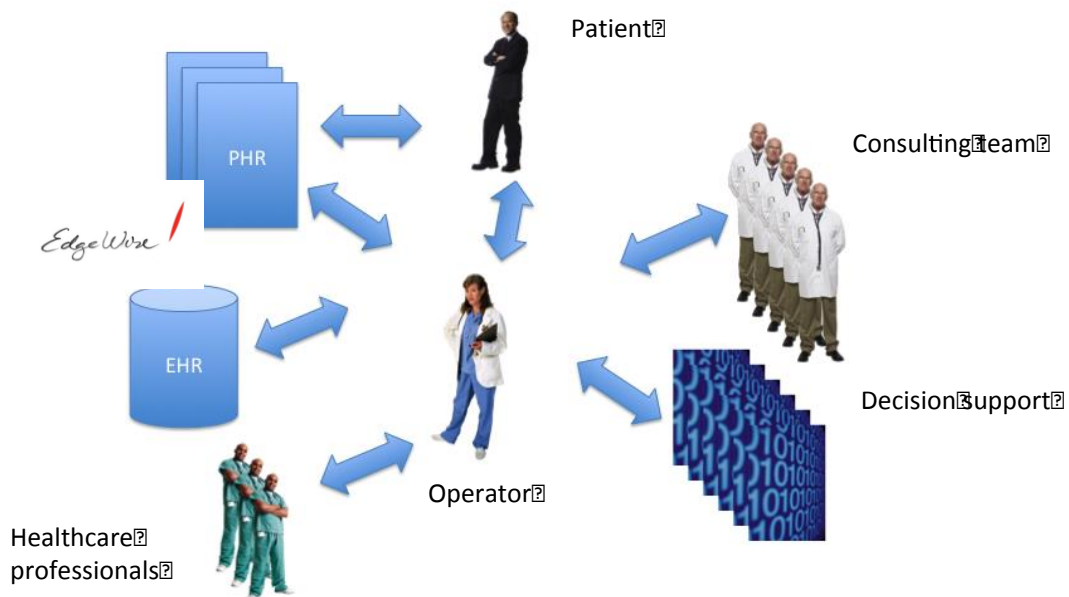 Patient⍰
PHR
Consulting⍰team⍰
EdgeWise
EHR
Decision⍰support⍰
Operator⍰
Healthcare⍰
professionals⍰